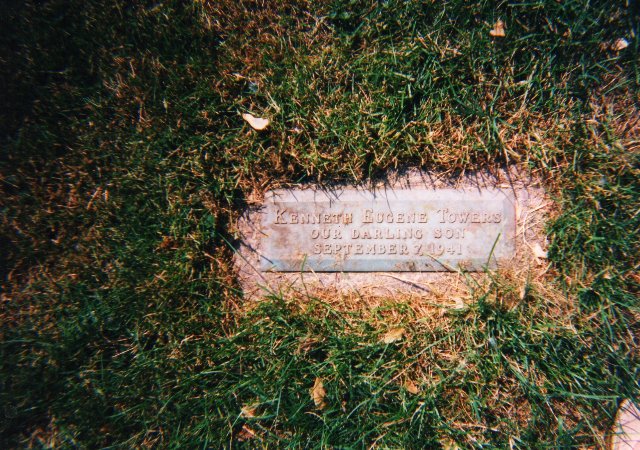 Kenneth Eugene Towers
OUR DARLING SON
SEPTEMBER 7, 1941